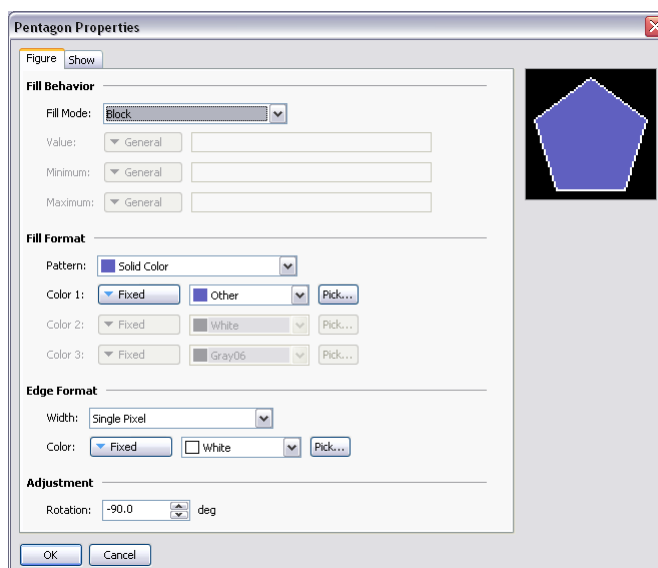 Pentagon Properties
Figure Show
Fill Behavior
Fill Mode: Block
Value: General
Minimum: General
Maximum: General
Fill Format
Pattern: Solid Color
Color 1: Fixed Other Pick...
Color 2: Fixed White Pick...
Color 3: Fixed Gray06 Pick...
Edge Format
Width: Single Pixel
Color: Fixed White Pick...
Adjustment
Rotation: -90.0 deg
OK Cancel